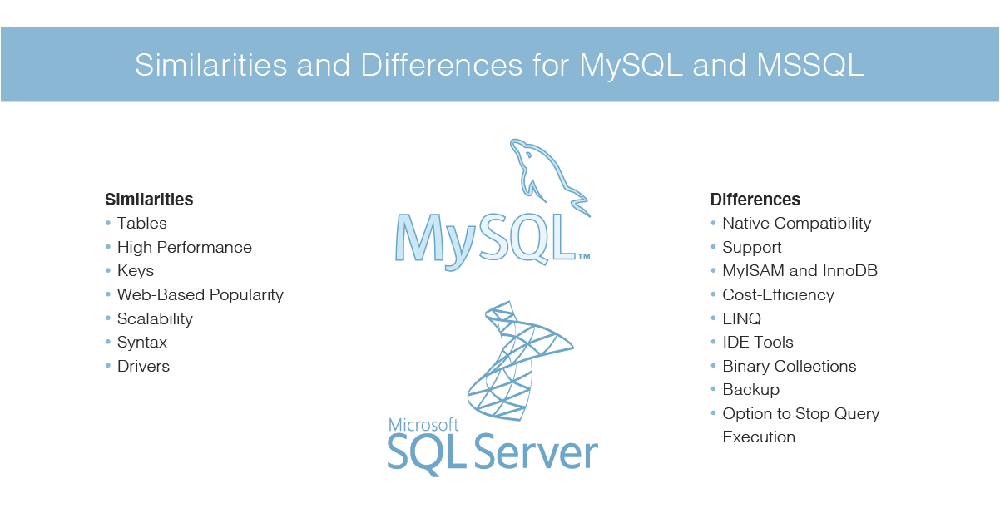 Similarities and Differences for MySQL and MSSQL
Similarities
• Tables
• High Performance
• Keys
• Web-Based Popularity
• Scalability
• Syntax
• Drivers
MySQL™
Microsoft
SQL Server
Differences
• Native Compatibility
• Support
• MyISAM and InnoDB
• Cost-Efficiency
• LINQ
• IDE Tools
• Binary Collections
• Backup
• Option to Stop Query
Execution